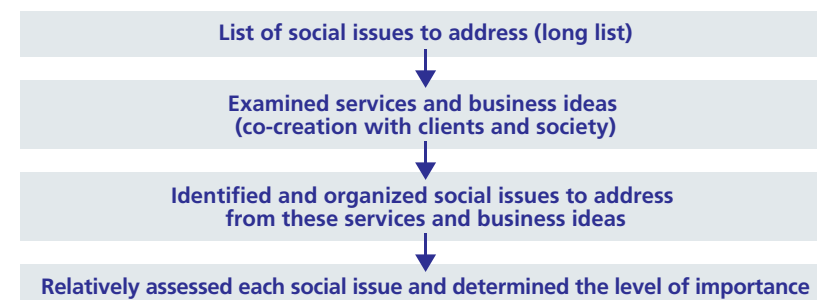 List of social issues to address (long list)
Examined services and business ideas
(co-creation with clients and society)
Identified and organized social issues to address
from these services and business ideas
Relatively assessed each social issue and determined the level of importance